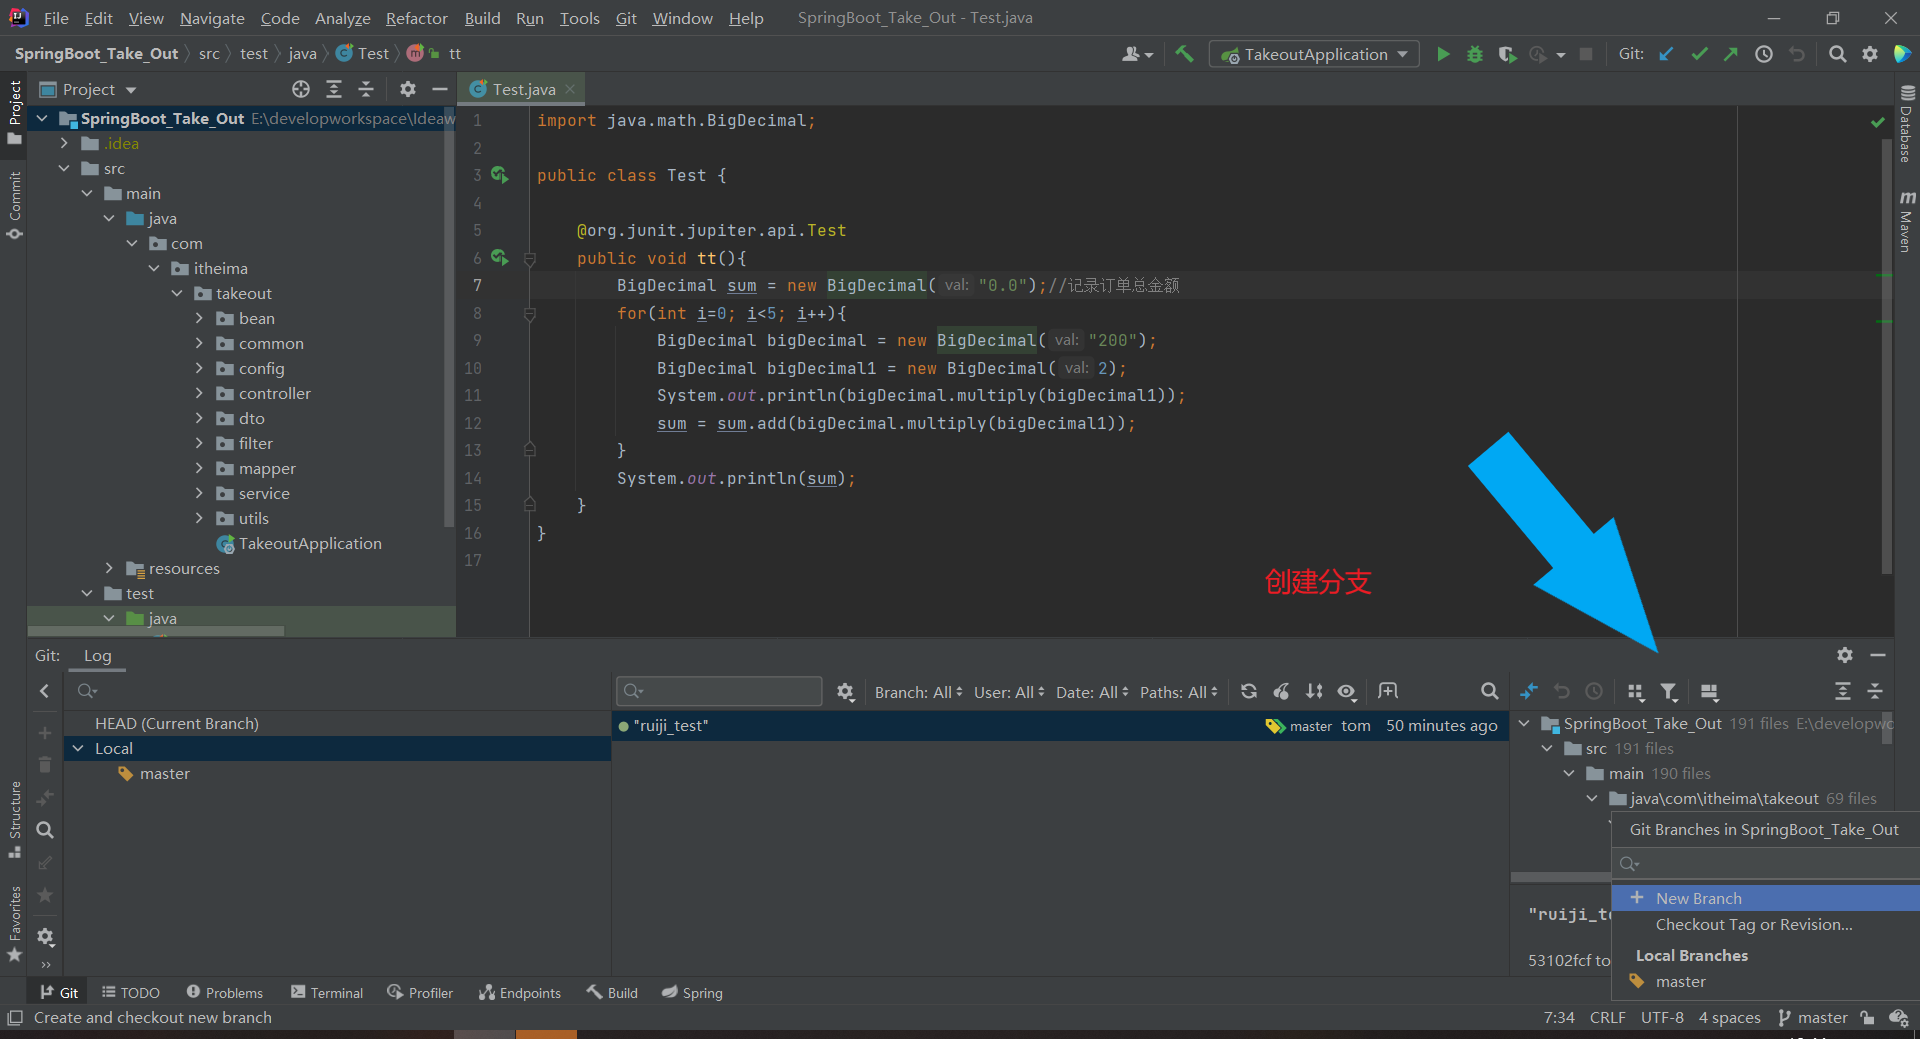 File Edit View Navigate Code Analyze Refactor Build Run Tools Git Window Help SpringBoot_Take_Out - Test.java
SpringBoot_Take_Out src test java Test tt
TakeoutApplication Git:
Project
Test.java
Project
Commit
Structure
Favorites
Database
Maven
SpringBoot_Take_Out E:\developworkspace\Ideaw
.idea
src
main
java
com
itheima
takeout
bean
common
config
controller
dto
filter
mapper
service
utils
TakeoutApplication
resources
test
java
1 import java.math.BigDecimal;
2
3 public class Test {
4
5 @org.junit.jupiter.api.Test
6 public void tt(){
7 BigDecimal sum = new BigDecimal( val: "0.0");//记录订单总金额
8 for(int i=0; i<5; i++){
9 BigDecimal bigDecimal = new BigDecimal( val: "200");
10 BigDecimal bigDecimal1 = new BigDecimal( val: 2);
11 System.out.println(bigDecimal.multiply(bigDecimal1));
12 sum = sum.add(bigDecimal.multiply(bigDecimal1));
13 }
14 System.out.println(sum);
15 }
16 }
17
创建分支
Git: Log
Branch: All User: All Date: All Paths: All
HEAD (Current Branch)
Local
master
"ruiji_test" master tom 50 minutes ago
SpringBoot_Take_Out 191 files E:\developwo
src 191 files
main 190 files
java\com\itheima\takeout 69 files
Git Branches in SpringBoot_Take_Out
New Branch
Checkout Tag or Revision...
Local Branches
master
"ruiji_te
53102fcf to
Git TODO Problems Terminal Profiler Endpoints Build Spring
Create and checkout new branch
7:34 CRLF UTF-8 4 spaces master